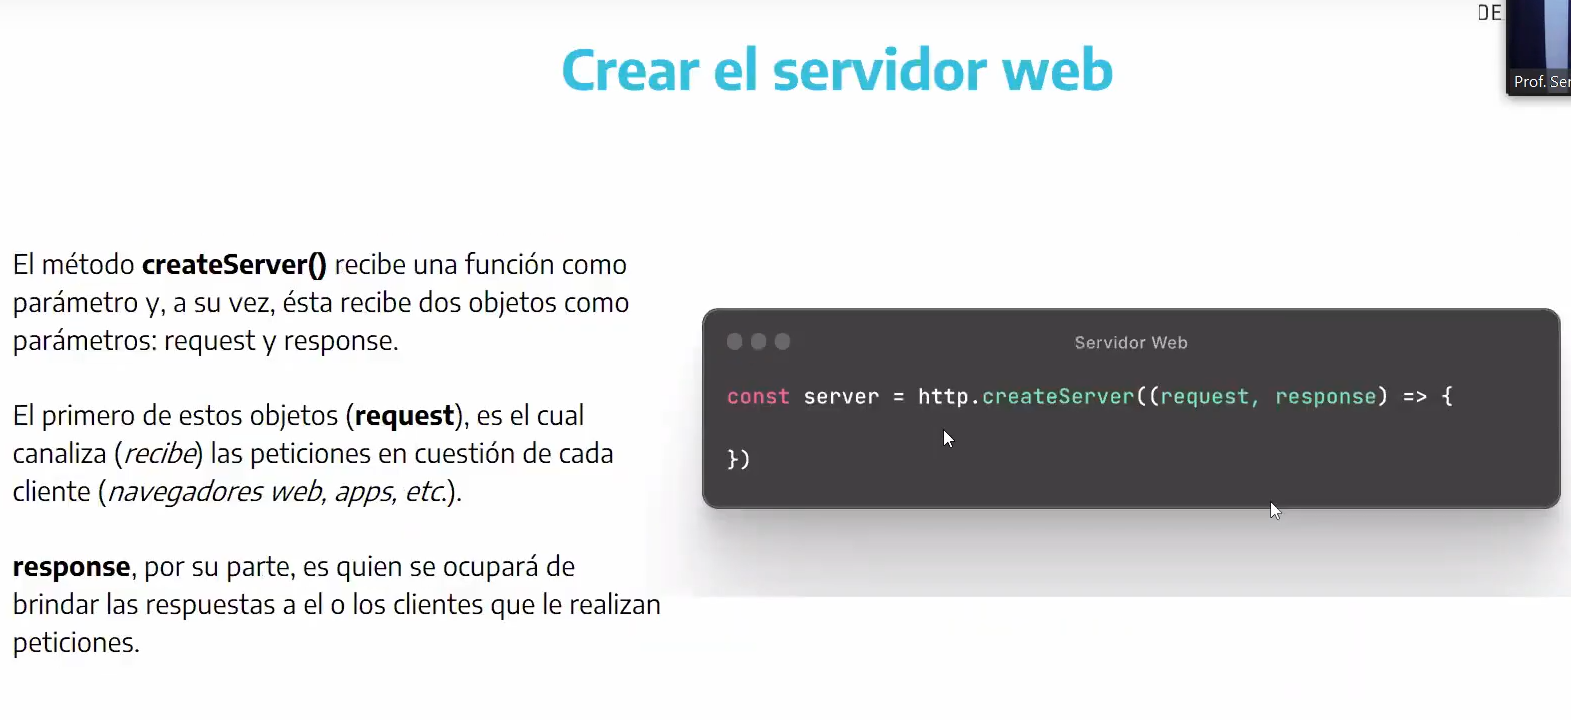 DE
Crear el servidor web
Prof. Ser
El método createServer() recibe una función como
parámetro y, a su vez, ésta recibe dos objetos como
parámetros: request y response.
El primero de estos objetos (request), es el cual
canaliza (recibe) las peticiones en cuestión de cada
cliente (navegadores web, apps, etc.).
response, por su parte, es quien se ocupará de
brindar las respuestas a el o los clientes que le realizan
peticiones.
Servidor Web
const server = http.createServer((request, response) => {
})